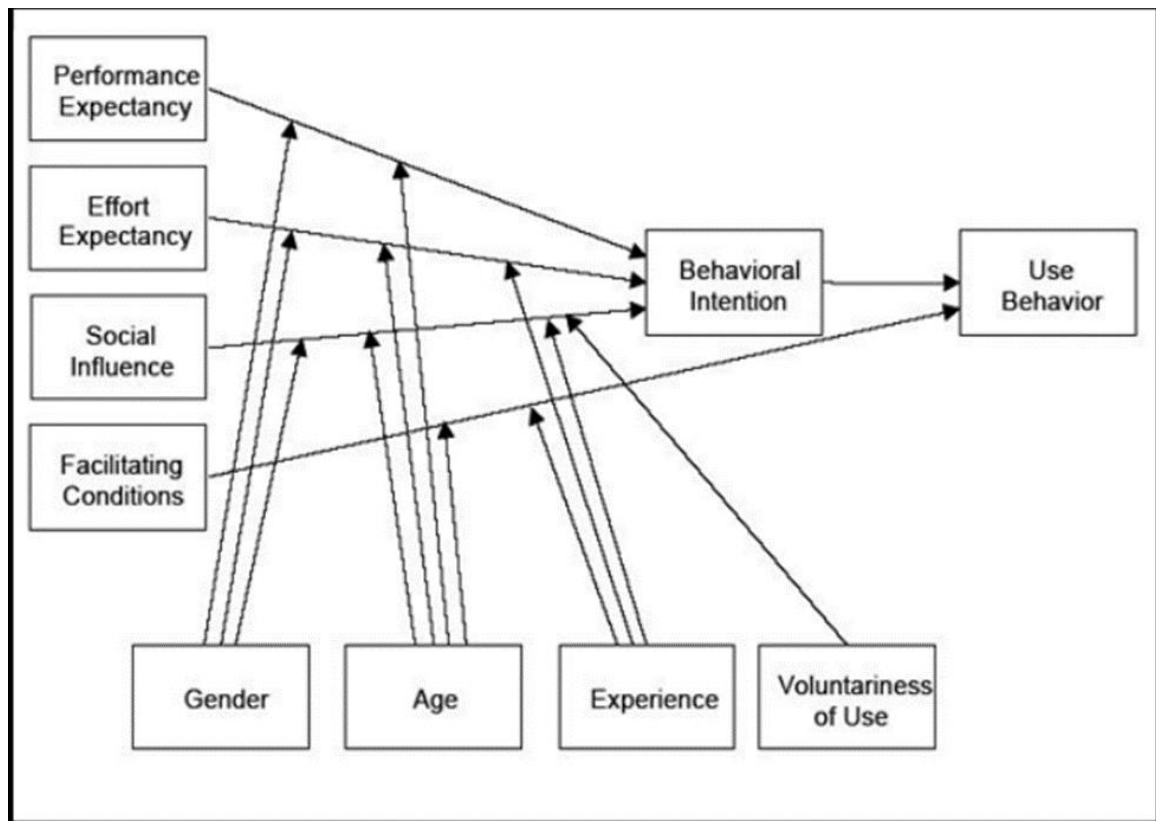 Performance
Expectancy
Effort
Expectancy
Social
Influence
Facilitating
Conditions
Behavioral
Intention
Use
Behavior
Gender
Age
Experience
Voluntariness
of Use